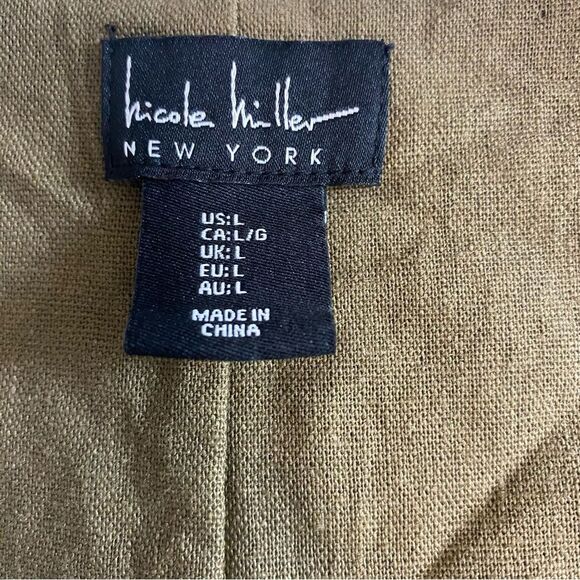 Nicole Miller
NEW YORK
US: L
CA: L/G
UK: L
EU: L
AU: L
MADE IN
CHINA